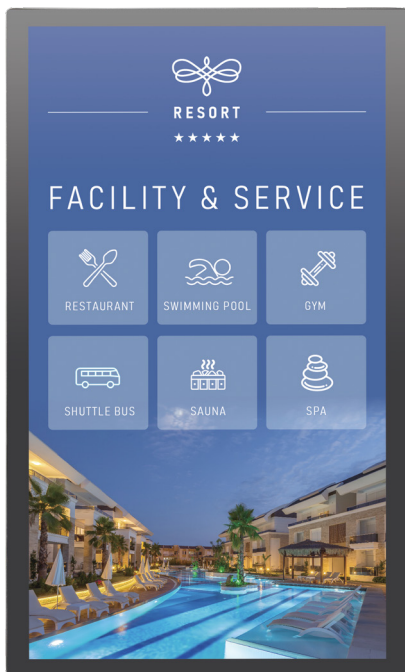 RESORT
FACILITY & SERVICE
RESTAURANT
SWIMMING POOL
GYM
SHUTTLE BUS
SAUNA
SPA